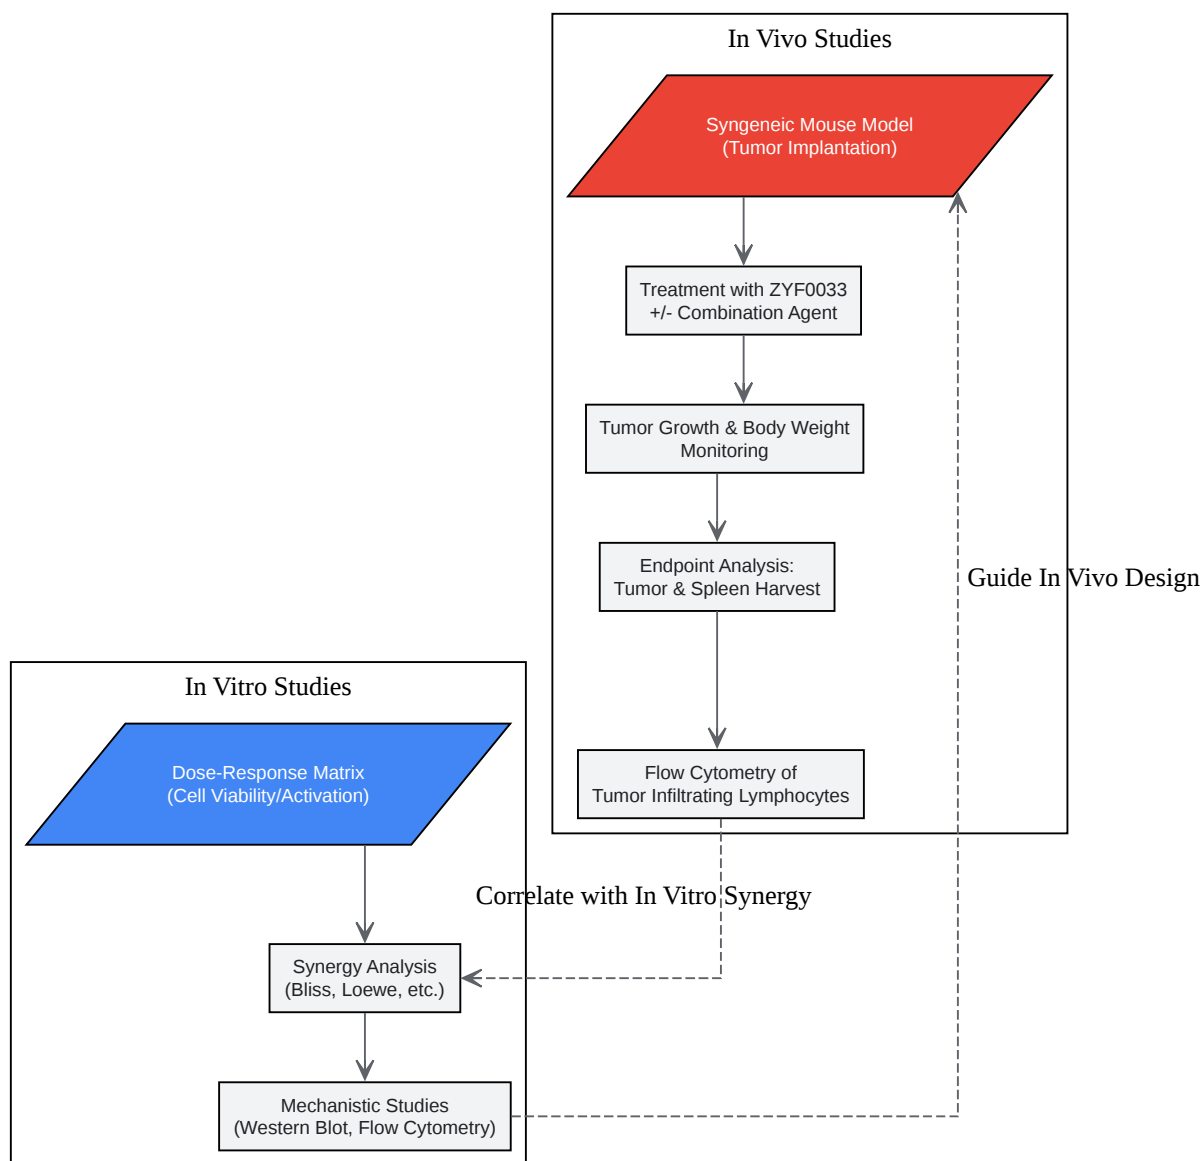 In Vivo Studies
Syngeneic Mouse Model
(Tumor Implantation)
Treatment with ZYF0033
+/- Combination Agent
Tumor Growth & Body Weight
Monitoring
Endpoint Analysis:
Tumor & Spleen Harvest
Guide In Vivo Design
Flow Cytometry of
Tumor Infiltrating Lymphocytes
In Vitro Studies
Dose-Response Matrix
(Cell Viability/Activation)
Correlate with In Vitro Synergy
Synergy Analysis
(Bliss, Loewe, etc.)
Mechanistic Studies
(Western Blot, Flow Cytometry)